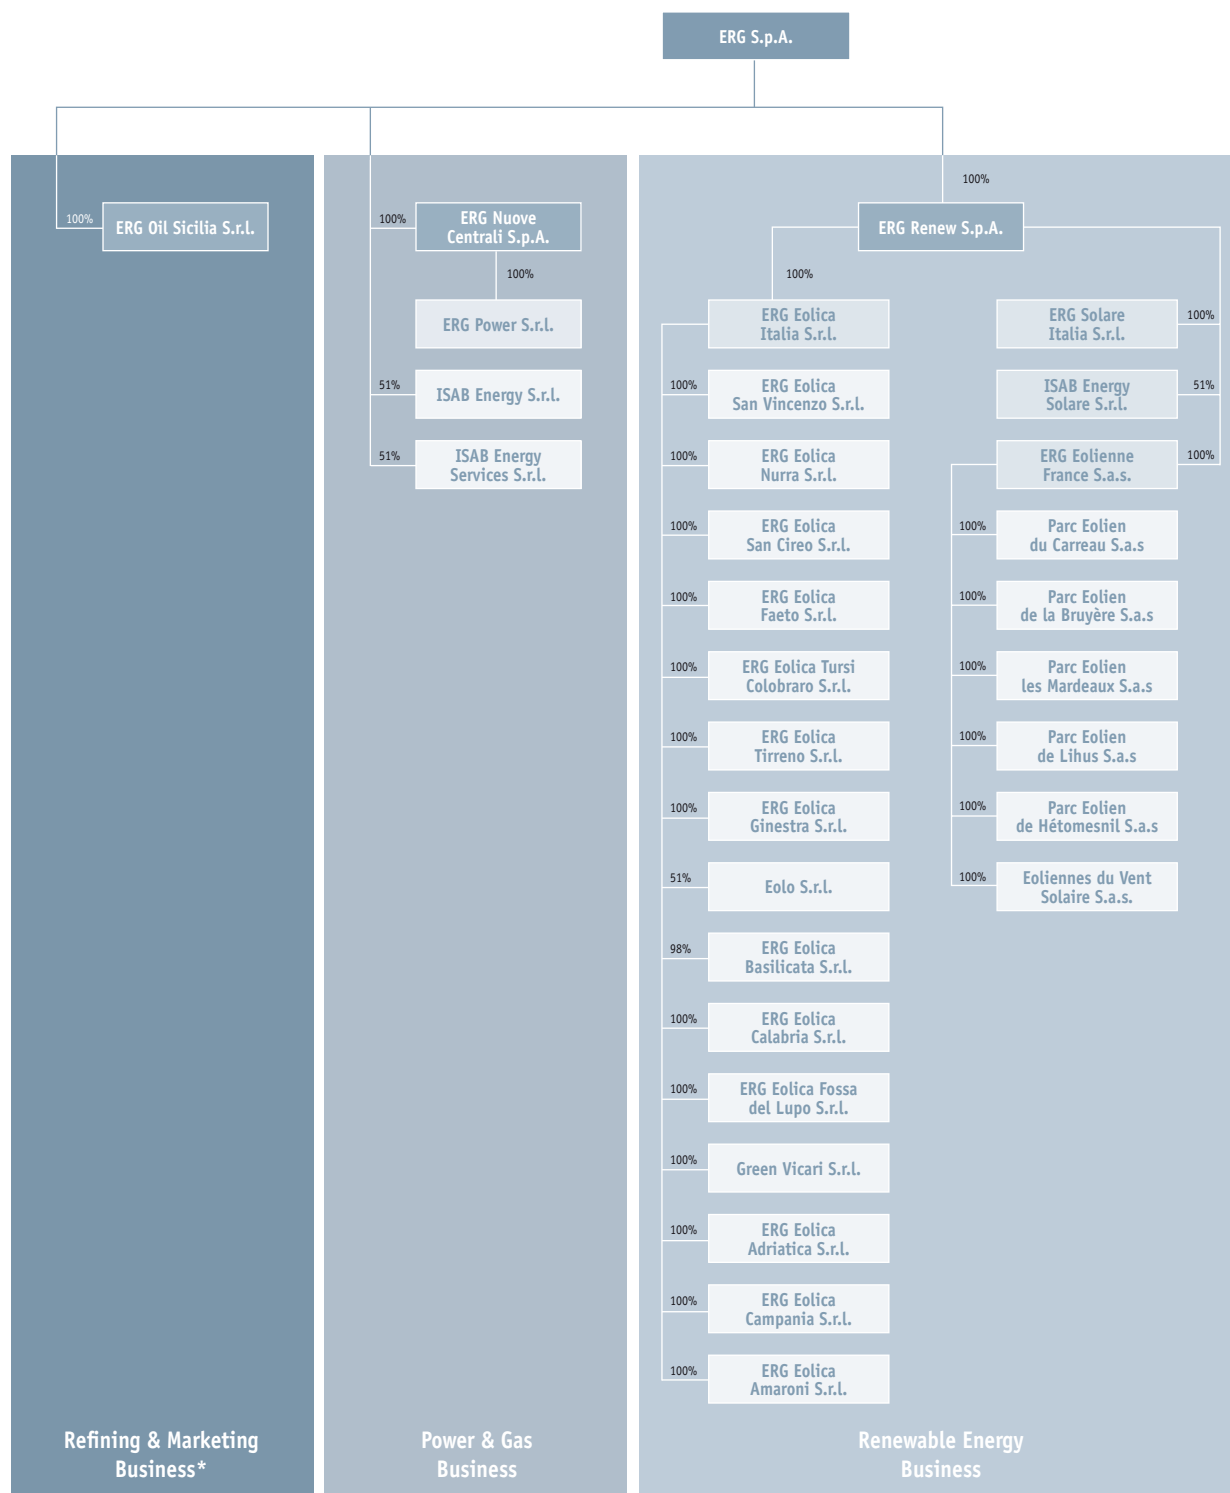 ERG S.p.A.
100%
ERG Oil Sicilia S.r.l.
Refining & Marketing
Business*
100%
ERG Nuove
Centrali S.p.A.
100%
ERG Power S.r.l.
51%
ISAB Energy S.r.l.
51%
ISAB Energy
Services S.r.l.
Power & Gas
Business
100%
ERG Renew S.p.A.
100%
ERG Eolica
Italia S.r.l.
100%
ERG Eolica
San Vincenzo S.r.l.
100%
ERG Eolica
Nurra S.r.l.
100%
ERG Eolica
San Cireo S.r.l.
100%
ERG Eolica
Faeto S.r.l.
100%
ERG Eolica Tursi
Colobraro S.r.l.
100%
ERG Eolica
Tirreno S.r.l.
100%
ERG Eolica
Ginestra S.r.l.
51%
Eolo S.r.l.
98%
ERG Eolica
Basilicata S.r.l.
100%
ERG Eolica
Calabria S.r.l.
100%
ERG Eolica Fossa
del Lupo S.r.l.
100%
Green Vicari S.r.l.
100%
ERG Eolica
Adriatica S.r.l.
100%
ERG Eolica
Campania S.r.l.
100%
ERG Eolica
Amaroni S.r.l.
ERG Solare
Italia S.r.l.
100%
ISAB Energy
Solare S.r.l.
51%
ERG Eolienne
France S.a.s.
100%
100%
Parc Eolien
du Carreau S.a.s
100%
Parc Eolien
de la Bruyère S.a.s
100%
Parc Eolien
les Mardeaux S.a.s
100%
Parc Eolien
de Lihus S.a.s
100%
Parc Eolien
de Hétomesnil S.a.s
100%
Eoliennes du Vent
Solaire S.a.s.
Renewable Energy
Business